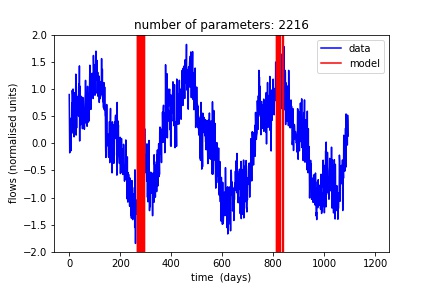 number of parameters: 2216
2.0
1.5
1.0
0.5
0.0
−0.5
−1.0
−1.5
−2.0
flows (normalised units)
data
model
0 200 400 600 800 1000 1200
time (days)